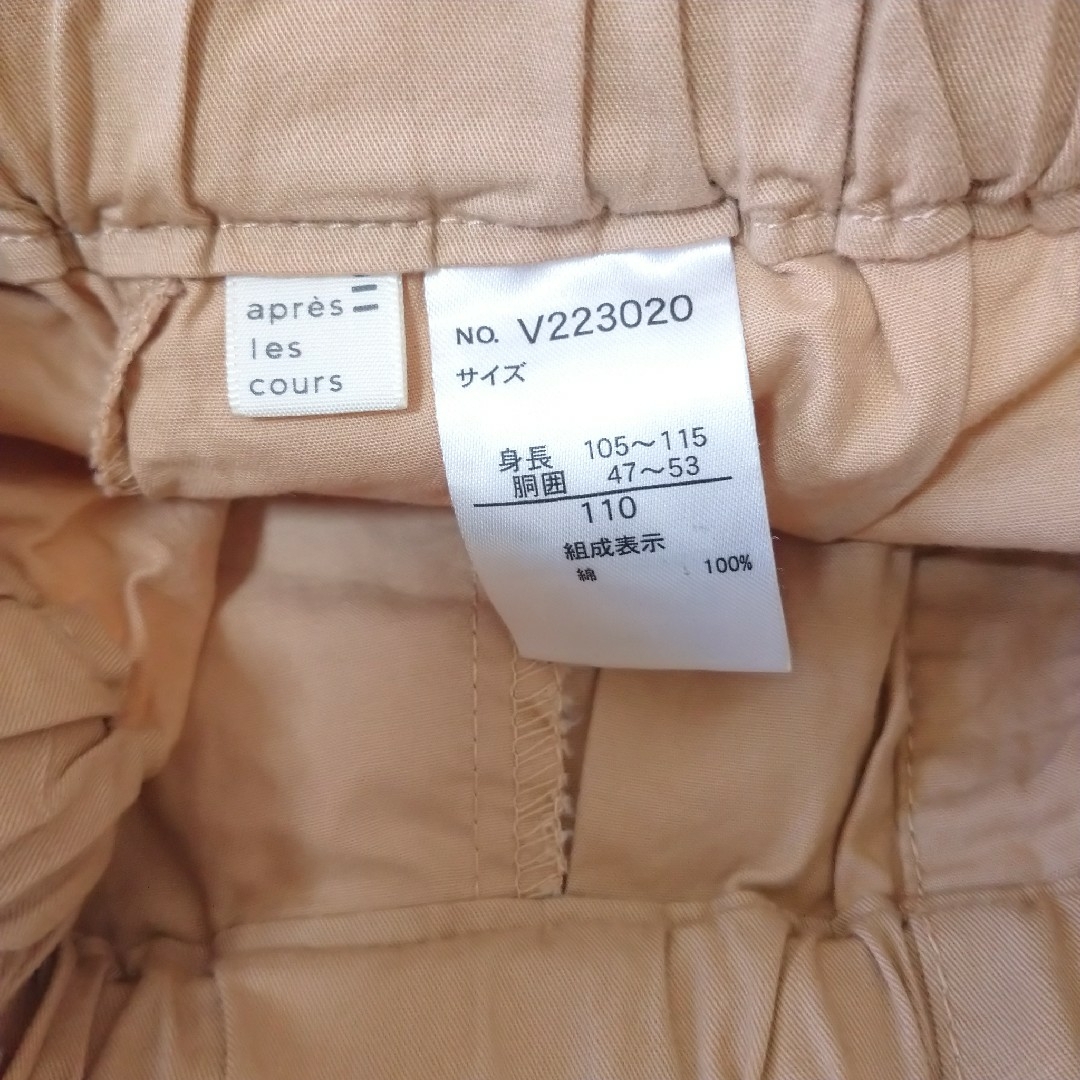 après
les
cours
NO. V223020
サイズ
身長 105～115
胴囲 47～53
110
組成表示
綿 100%